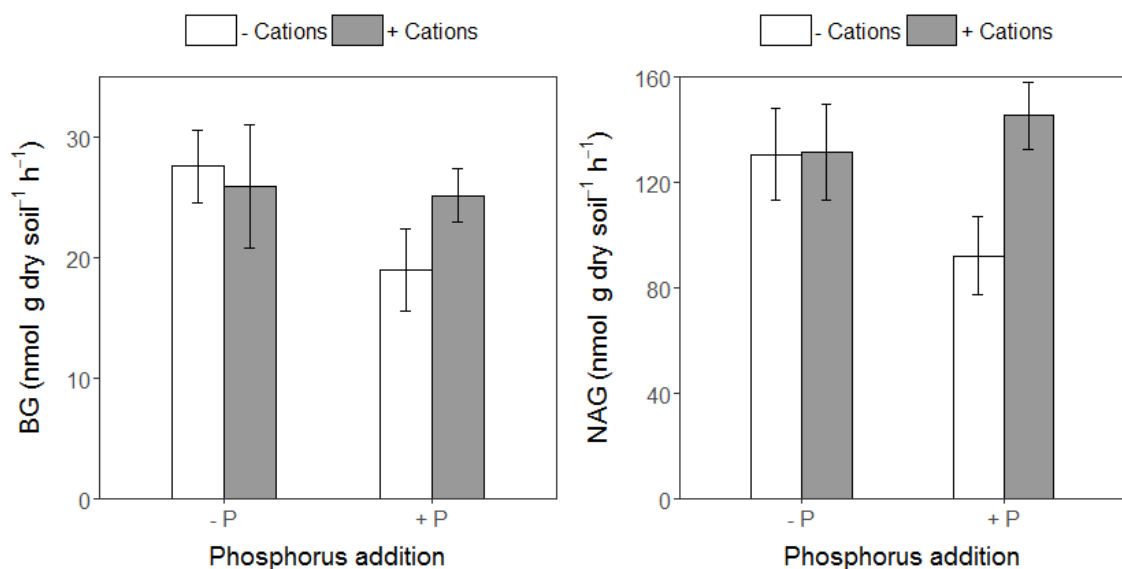 - Cations + Cations
BG (nmol g dry soil⁻¹ h⁻¹)
30
20
10
0
- P + P
Phosphorus addition
- Cations + Cations
NAG (nmol g dry soil⁻¹ h⁻¹)
160
120
80
40
0
- P + P
Phosphorus addition